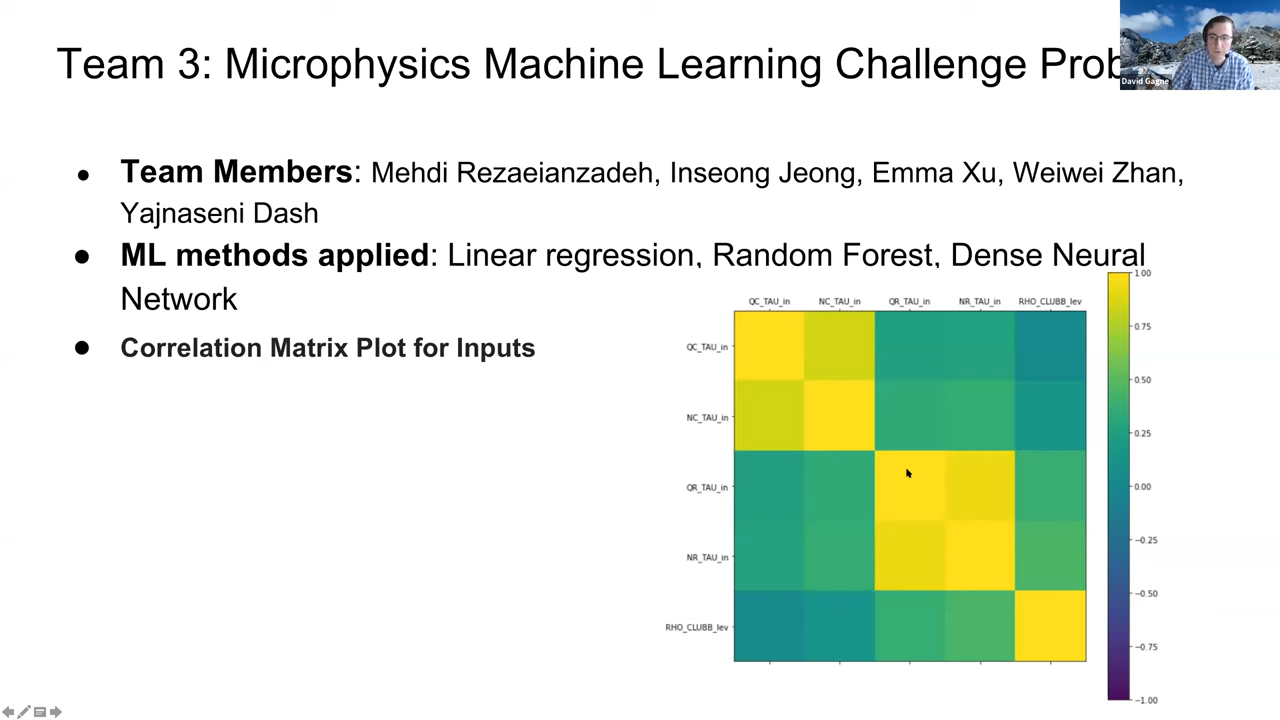 Team 3: Microphysics Machine Learning Challenge Prob
David Gagne
● Team Members: Mehdi Rezaeianzadeh, Inseong Jeong, Emma Xu, Weiwei Zhan,
Yajnaseni Dash
● ML methods applied: Linear regression, Random Forest, Dense Neural
Network
● Correlation Matrix Plot for Inputs
QC_TAU_in NC_TAU_in QR_TAU_in NR_TAU_in RHO_CLUBB_lev
QC_TAU_in
NC_TAU_in
QR_TAU_in
NR_TAU_in
RHO_CLUBB_lev
1.00
0.75
0.50
0.25
0.00
−0.25
−0.50
−0.75
−1.00